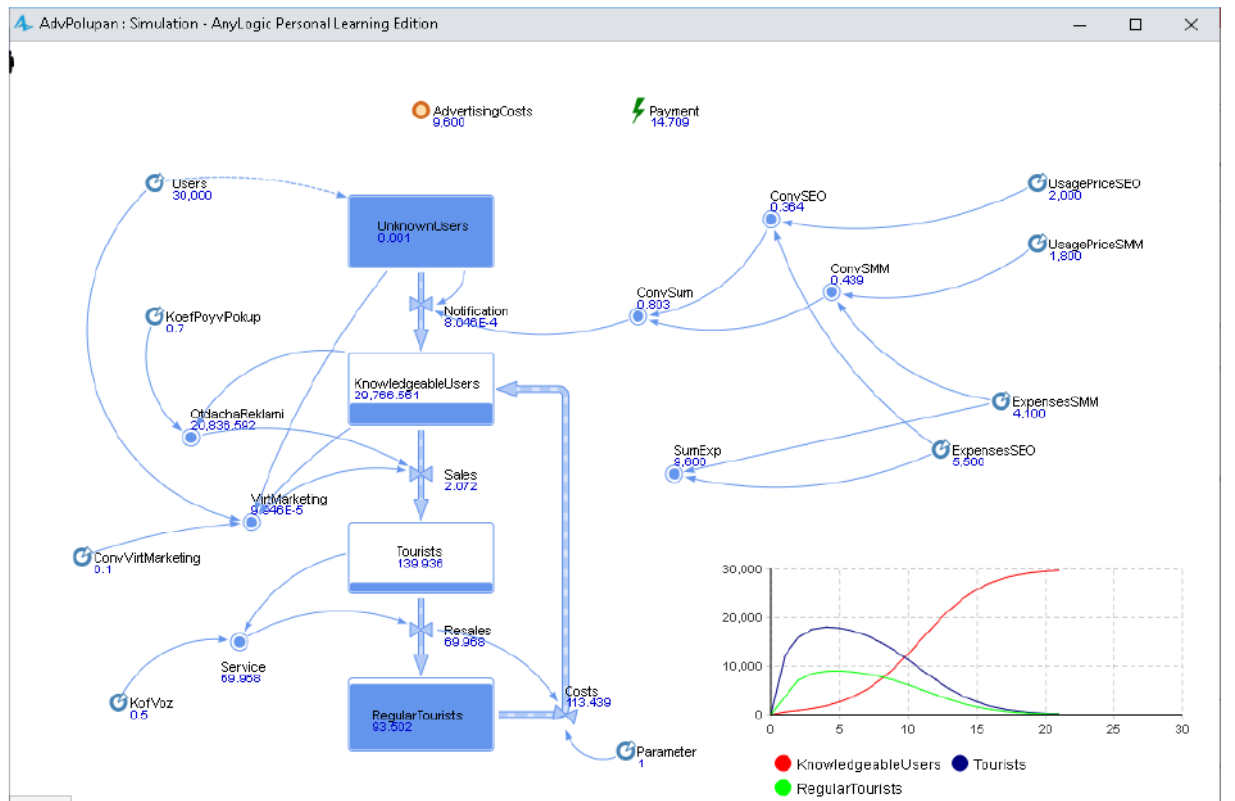 AdvPolupan : Simulation - AnyLogic Personal Learning Edition
AdvertisingCosts
9,600
Payment
14.709
Users
30,000
UnknownUsers
0.001
ConvSEO
0.364
UsagePriceSEO
2,000
UsagePriceSMM
1,800
ConvSMM
0.439
ConvSum
0.803
Notification
8.046E-4
KoefPoyvPokup
0.7
KnowledgeableUsers
29,766.561
OtdachaReklami
20,836.592
ExpensesSMM
4,100
ExpensesSEO
5,500
SumExp
9,600
Sales
2.072
VirtMarketing
9.946E-5
ConvVirtMarketing
0.1
Tourists
139.936
Resales
69.968
Service
69.968
KofVoz
0.5
RegularTourists
93.502
Costs
113.439
Parameter
1
30,000
20,000
10,000
0
0 5 10 15 20 25 30
KnowledgeableUsers Tourists
RegularTourists